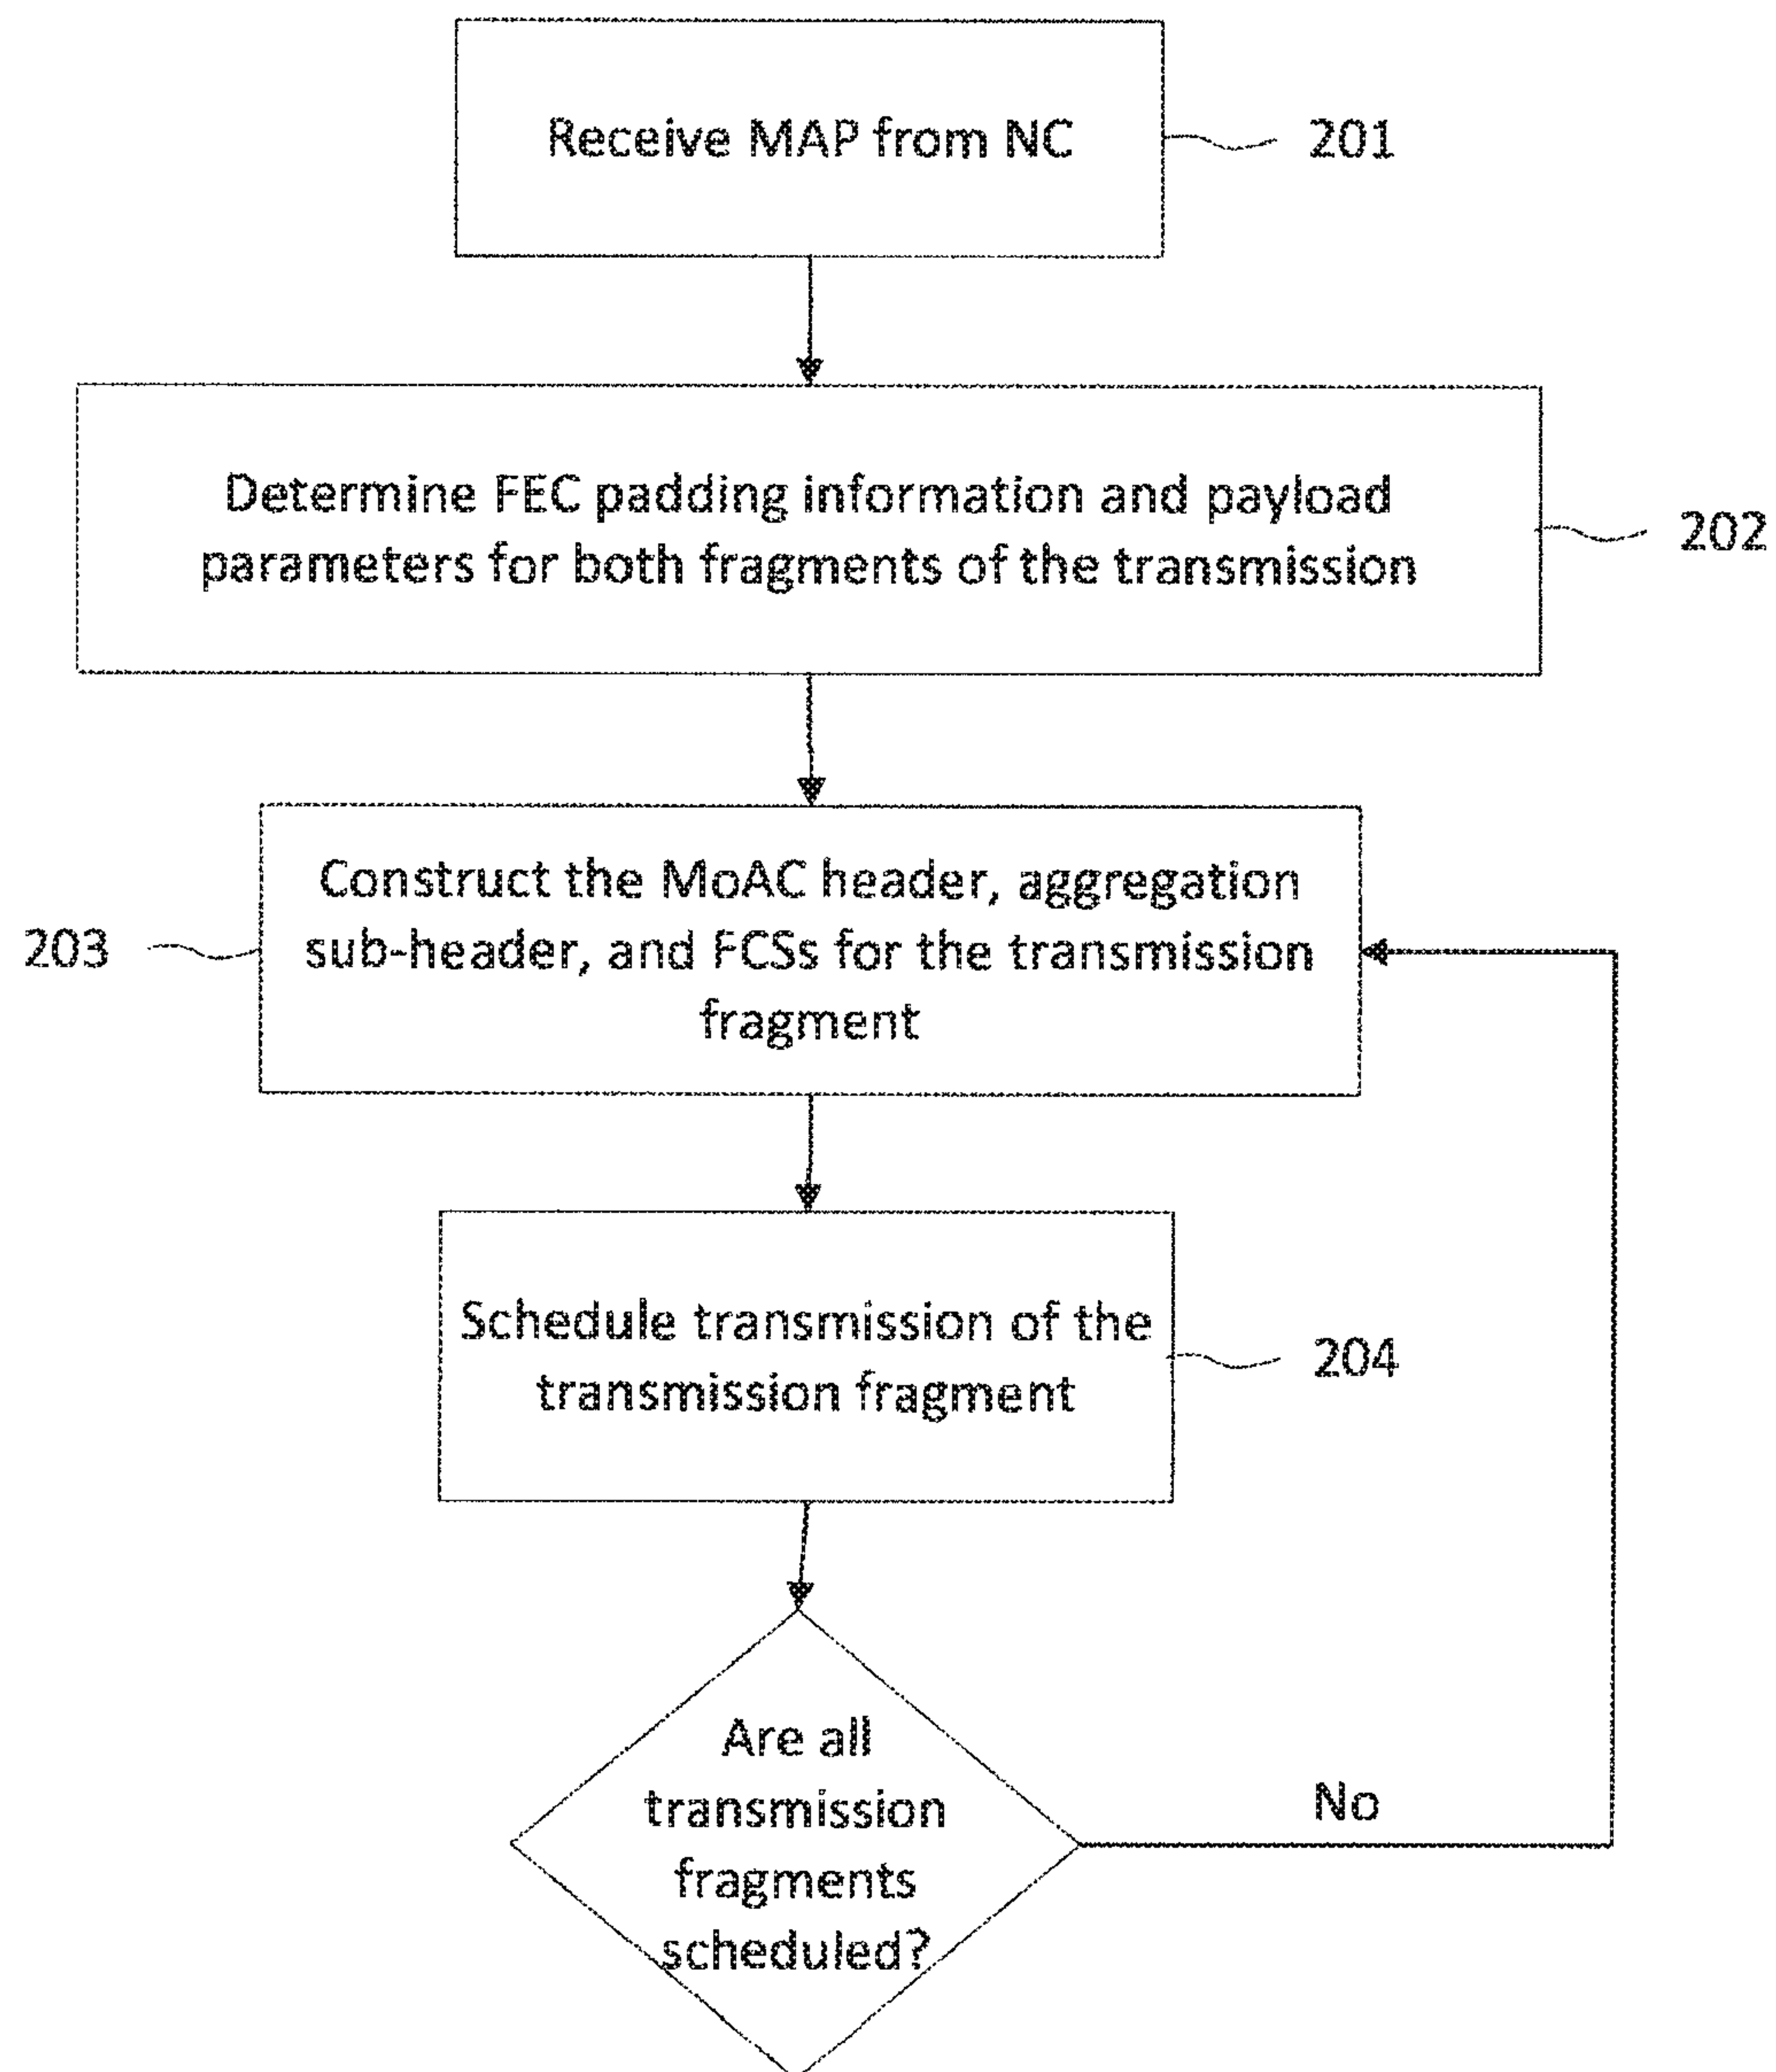 Receive MAP from NC
201
Determine FEC padding information and payload
parameters for both fragments of the transmission
202
Construct the MoAC header, aggregation
sub-header, and FCSs for the transmission
fragment
203
Schedule transmission of the
transmission fragment
204
Are all
transmission
fragments
scheduled?
No